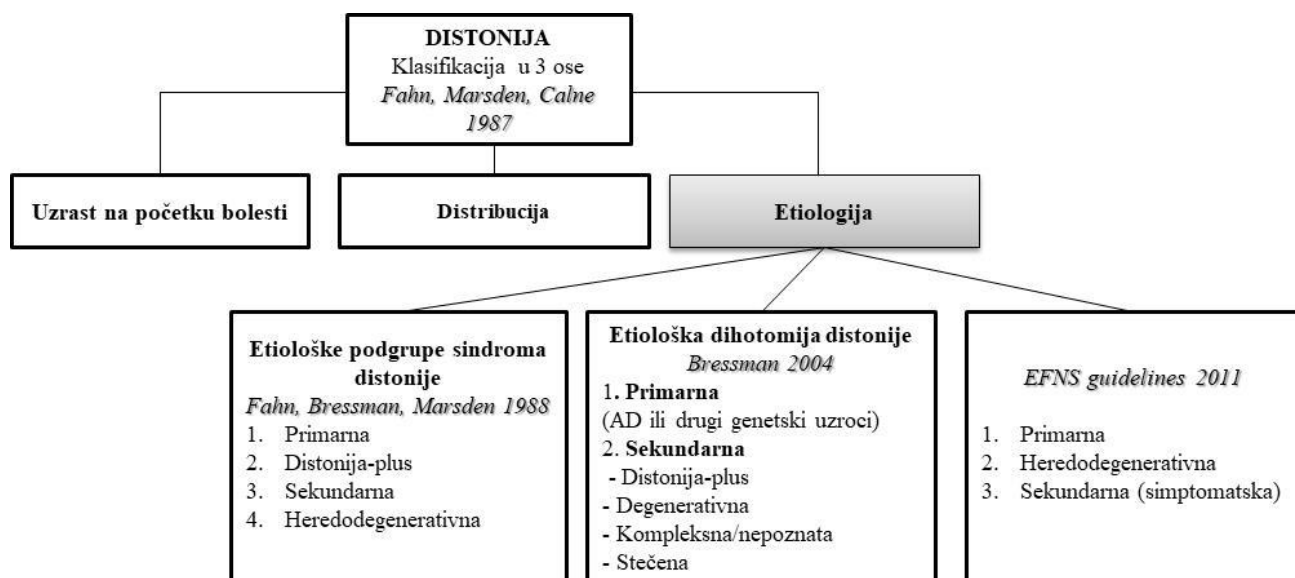 DISTONIJA
Klasifikacija u 3 ose
Fahn, Marsden, Calne
1987
Uzrast na početku bolesti
Distribucija
Etiologija
Etiološke podgrupe sindroma
distonije
Fahn, Bressman, Marsden 1988
1. Primarna
2. Distonija-plus
3. Sekundarna
4. Heredodegenerativna
Etiološka dihotomija distonije
Bressman 2004
1. Primarna
(AD ili drugi genetski uzroci)
2. Sekundarna
- Distonija-plus
- Degenerativna
- Kompleksna/nepoznata
- Stečena
EFNS guidelines 2011
1. Primarna
2. Heredodegenerativna
3. Sekundarna (simptomatska)